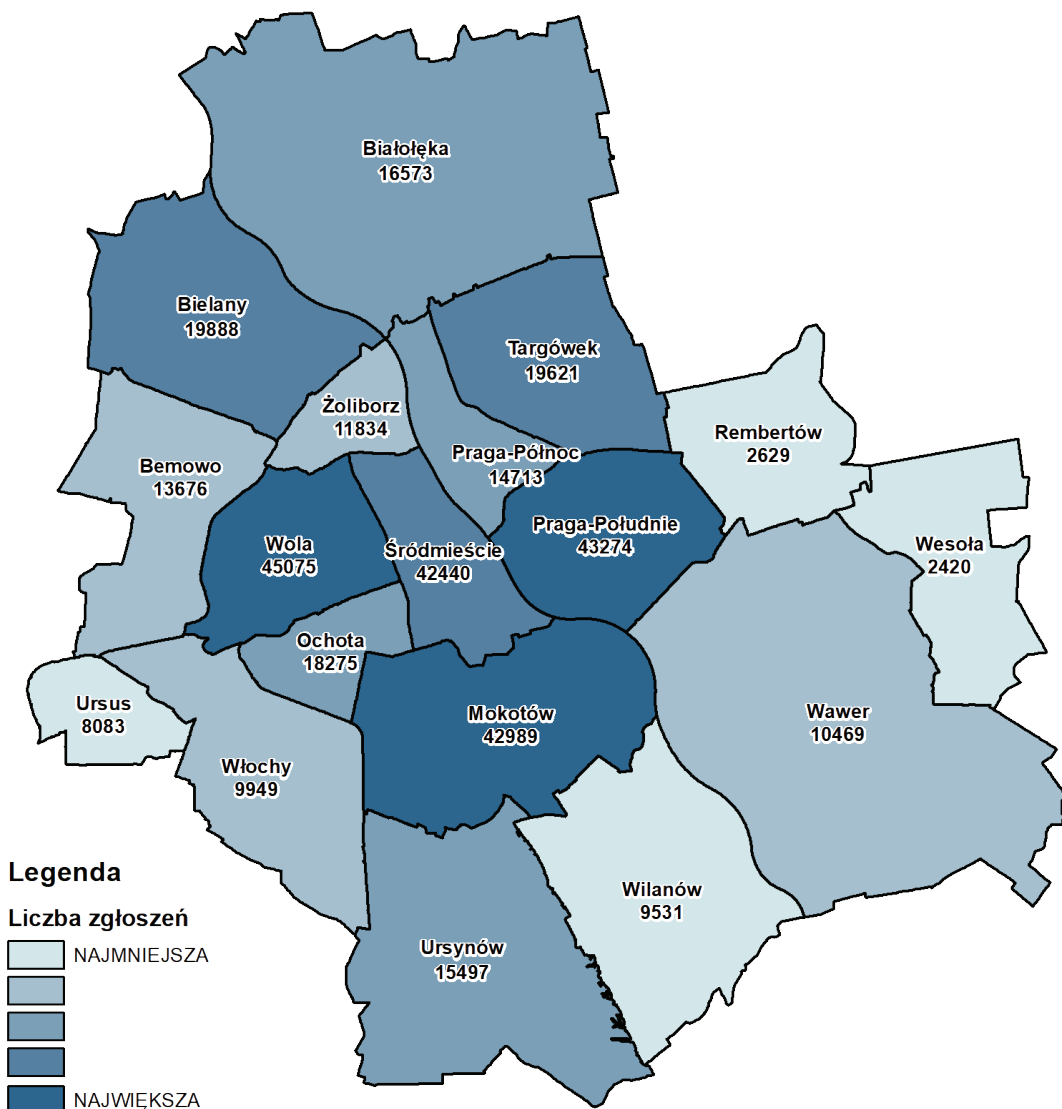 Białołęka
16573
Bielany
19888
Targówek
19621
Żoliborz
11834
Rembertów
2629
Praga-Północ
14713
Bemowo
13676
Praga-Południe
43274
Wola
45075
Śródmieście
42440
Wesoła
2420
Ochota
18275
Ursus
8083
Mokotów
42989
Wawer
10469
Włochy
9949
Wilanów
9531
Ursynów
15497
Legenda
Liczba zgłoszeń
NAJMNIEJSZA
NAJWIĘKSZA